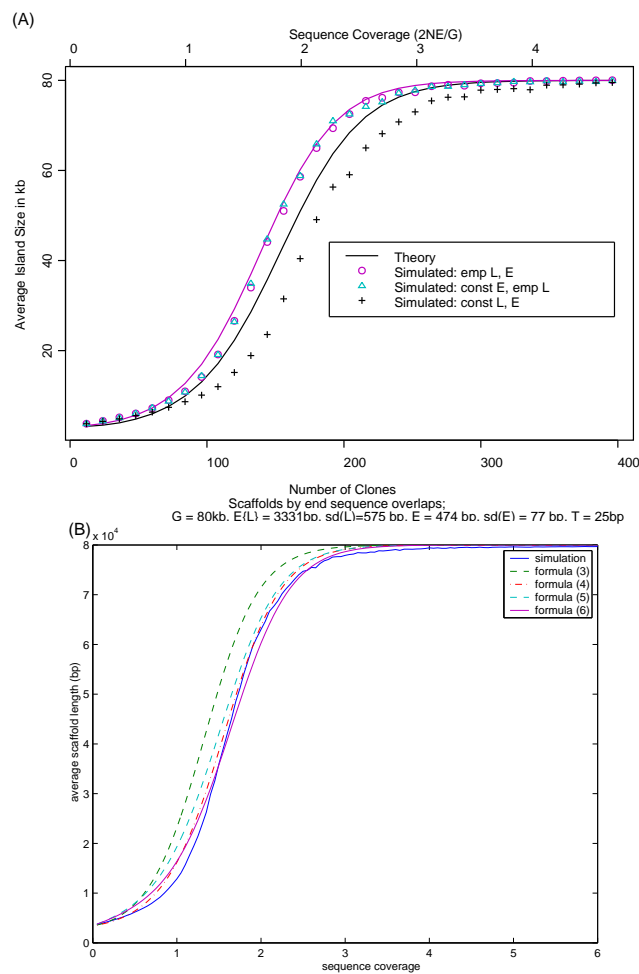 (A)
Sequence Coverage (2NE/G)
0 1 2 3 4
Average Island Size in kb
80
60
40
20
Theory
Simulated: emp L, E
Simulated: const E, emp L
Simulated: const L, E
0 100 200 300 400
Number of Clones
Scaffolds by end sequence overlaps;
G = 80kb, E{L} = 3331bp, sd(L)=575 bp, E = 474 bp, sd(E) = 77 bp, T = 25bp
(B)
x 10^4
average scaffold length (bp)
8
7
6
5
4
3
2
1
0
simulation
formula (3)
formula (4)
formula (5)
formula (6)
0 1 2 3 4 5 6
sequence coverage